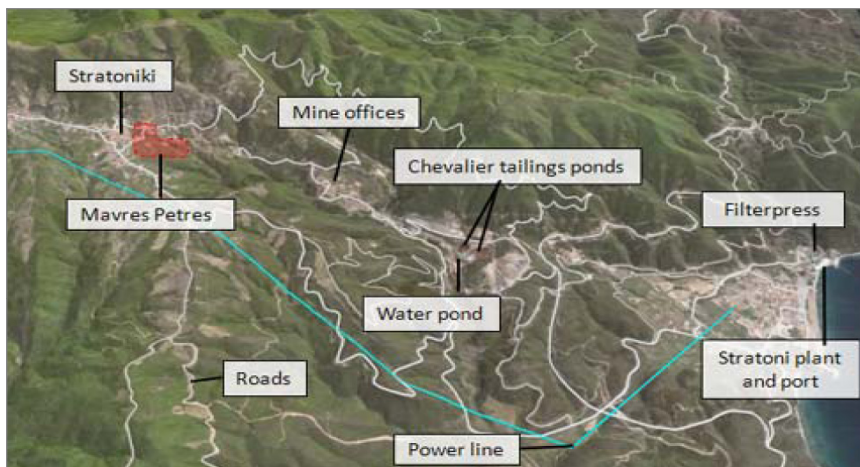 Stratoniki
Mine offices
Chevalier tailings ponds
Filterpress
Mavres Petres
Water pond
Stratoni plant
and port
Roads
Power line